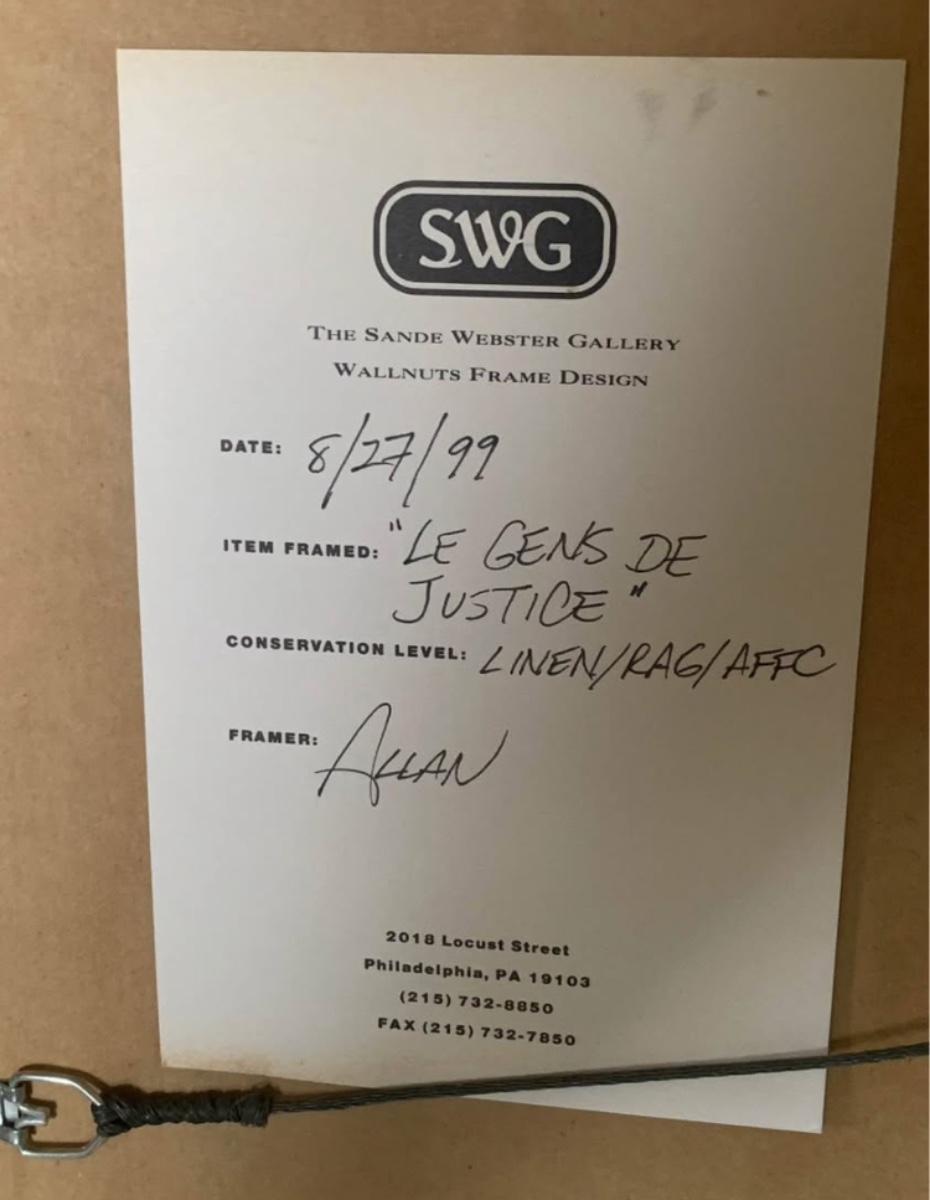 SWG
THE SANDE WEBSTER GALLERY
WALLNUTS FRAME DESIGN
DATE: 8/27/99
ITEM FRAMED: "LE GENS DE
JUSTICE"
CONSERVATION LEVEL: LINEN/RAG/AFFC
FRAMER: ALLAN
2018 Locust Street
Philadelphia, PA 19103
(215) 732-8850
FAX (215) 732-7850